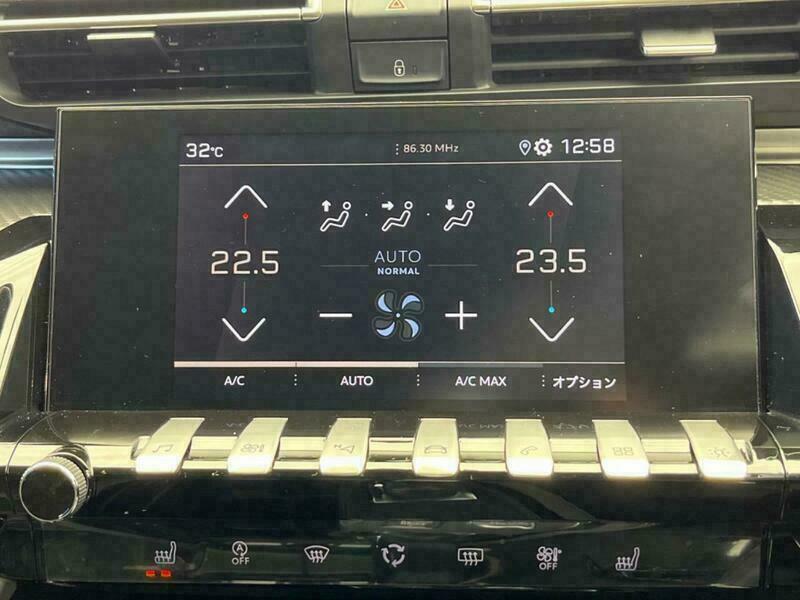 32°C 86.30 MHz 12:58
22.5 AUTO 23.5
NORMAL
A/C AUTO A/C MAX オプション
A OFF OFF